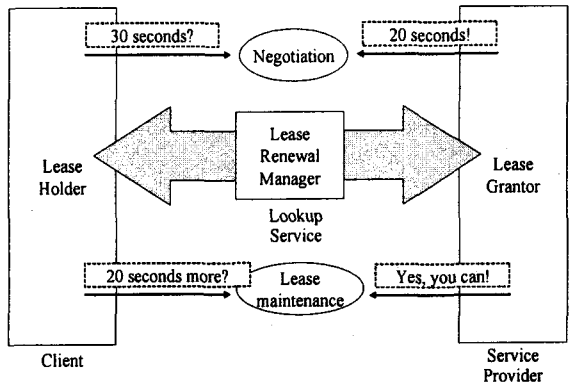 30 seconds?
Negotiation
20 seconds!
Lease
Holder
Lease
Renewal
Manager
Lookup
Service
Lease
Grantor
20 seconds more?
Lease
maintenance
Yes, you can!
Client
Service
Provider